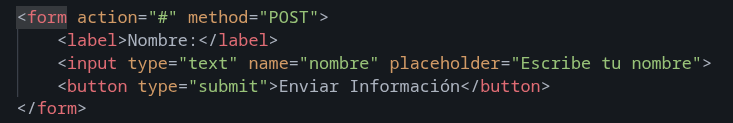 <form action="#" method="POST">
<label>Nombre:</label>
<input type="text" name="nombre" placeholder="Escribe tu nombre">
<button type="submit">Enviar Información</button>
</form>